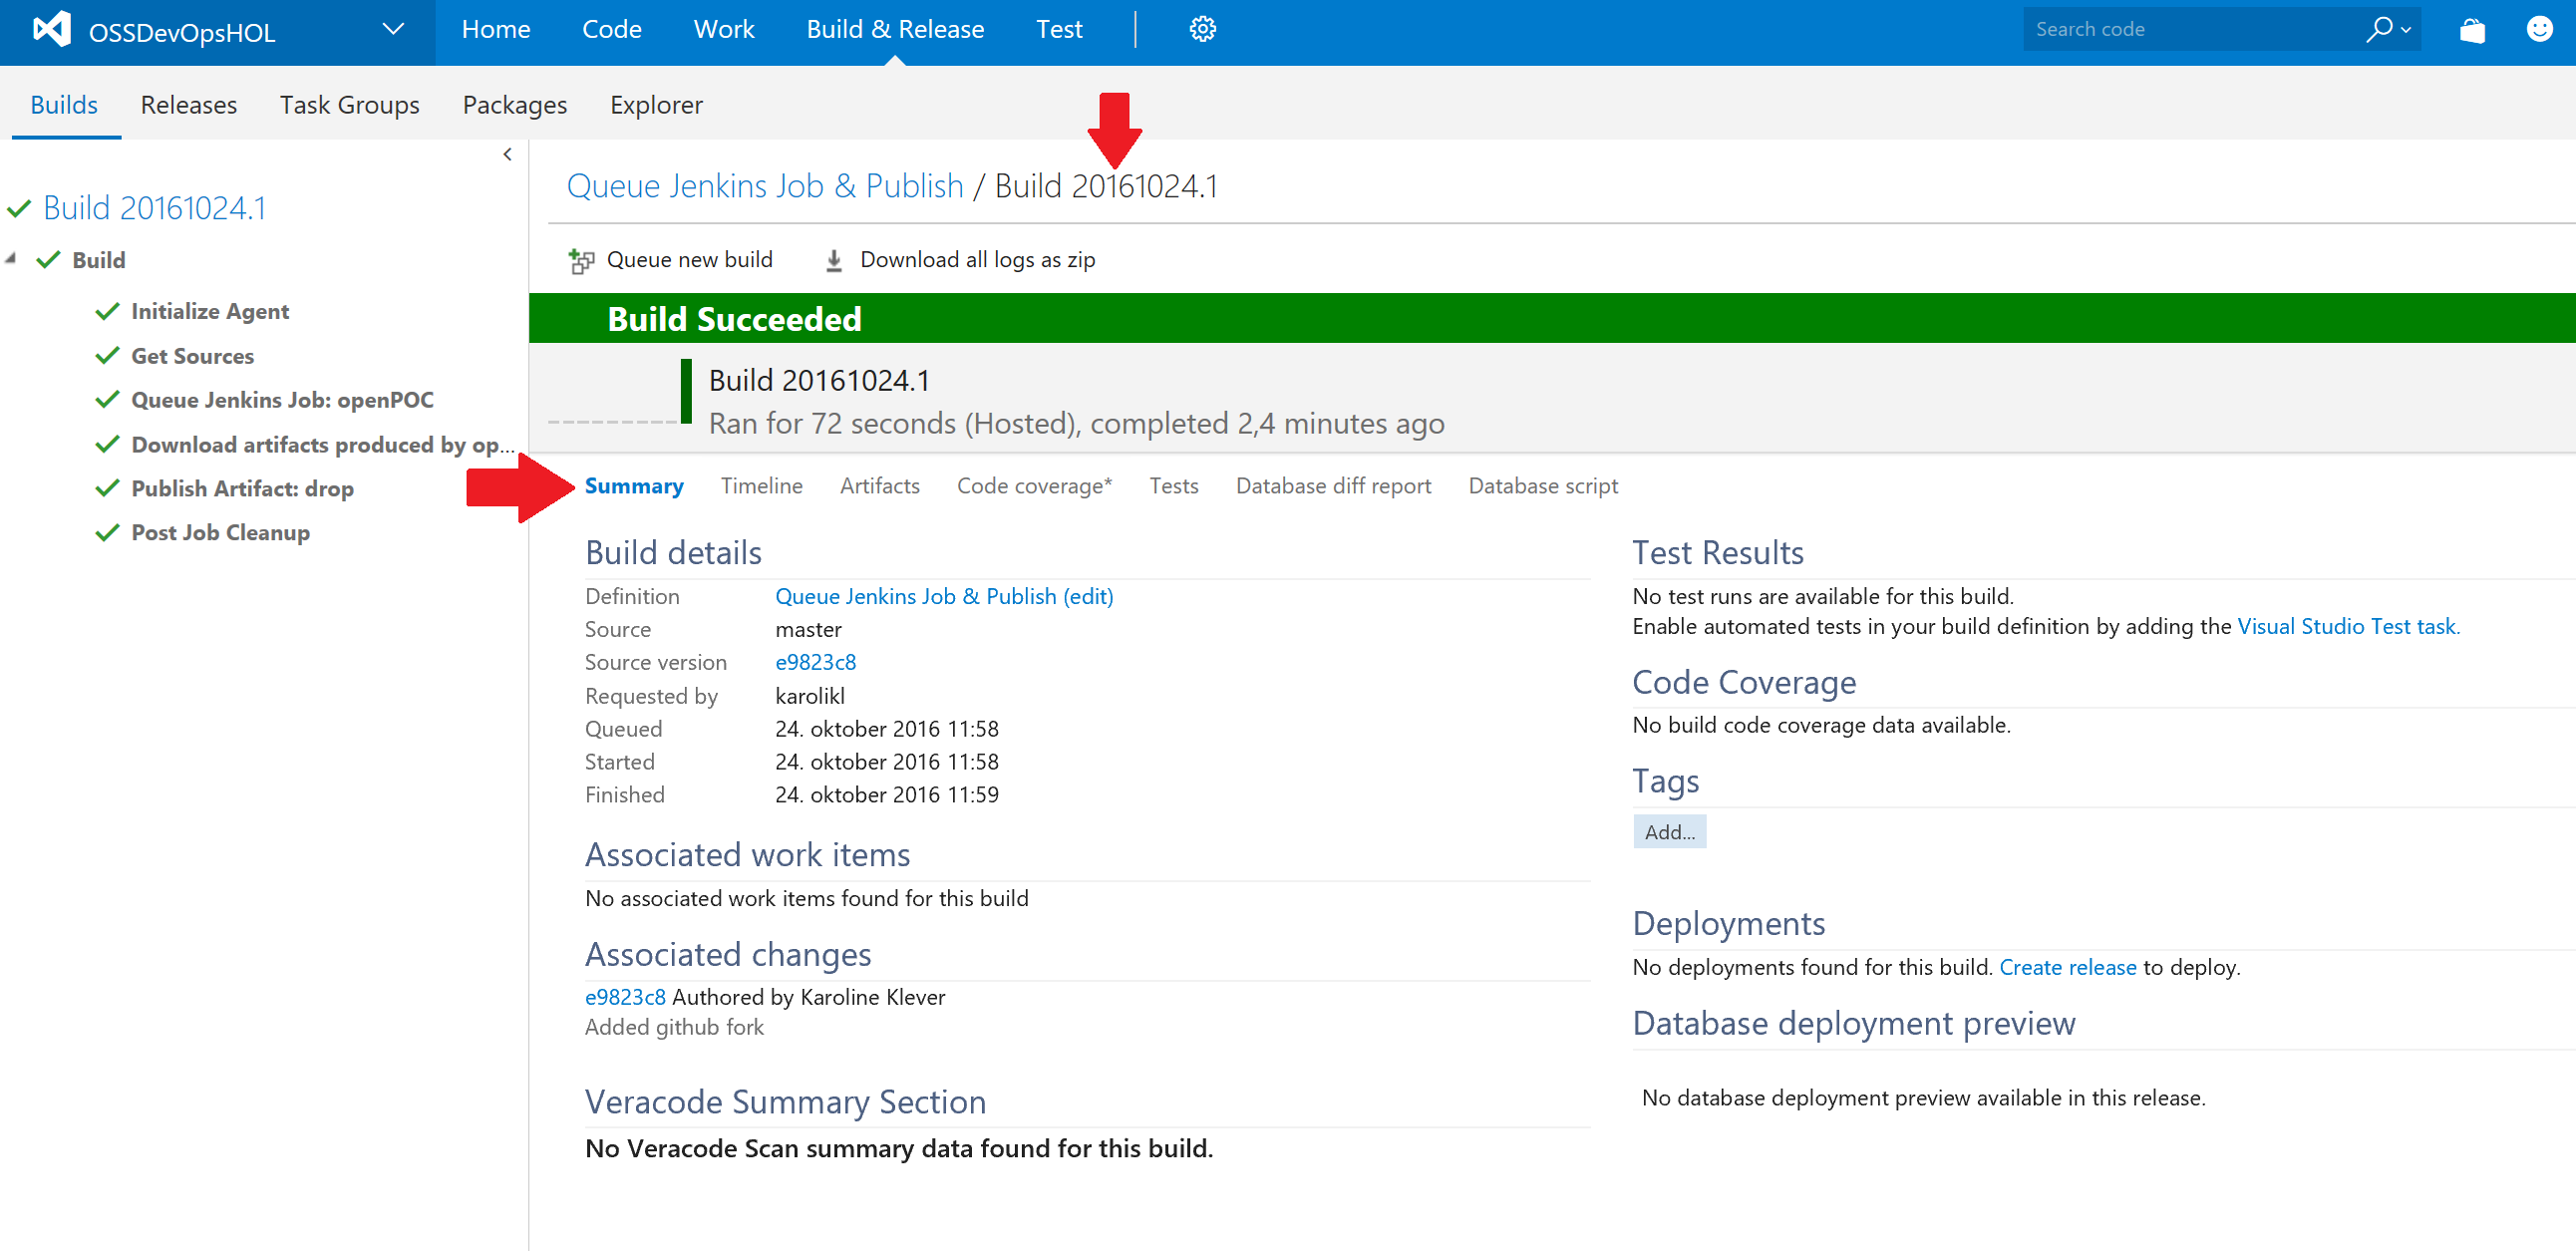 OSSDevOpsHOL
Home Code Work Build & Release Test
Search code
Builds Releases Task Groups Packages Explorer
Build 20161024.1
Build
Initialize Agent
Get Sources
Queue Jenkins Job: openPOC
Download artifacts produced by op...
Publish Artifact: drop
Post Job Cleanup
Queue Jenkins Job & Publish / Build 20161024.1
Queue new build Download all logs as zip
Build Succeeded
Build 20161024.1
Ran for 72 seconds (Hosted), completed 2,4 minutes ago
Summary Timeline Artifacts Code coverage* Tests Database diff report Database script
Build details
Definition Queue Jenkins Job & Publish (edit)
Source master
Source version e9823c8
Requested by karolikl
Queued 24. oktober 2016 11:58
Started 24. oktober 2016 11:58
Finished 24. oktober 2016 11:59
Associated work items
No associated work items found for this build
Associated changes
e9823c8 Authored by Karoline Klever
Added github fork
Veracode Summary Section
No Veracode Scan summary data found for this build.
Test Results
No test runs are available for this build.
Enable automated tests in your build definition by adding the Visual Studio Test task.
Code Coverage
No build code coverage data available.
Tags
Add...
Deployments
No deployments found for this build. Create release to deploy.
Database deployment preview
No database deployment preview available in this release.